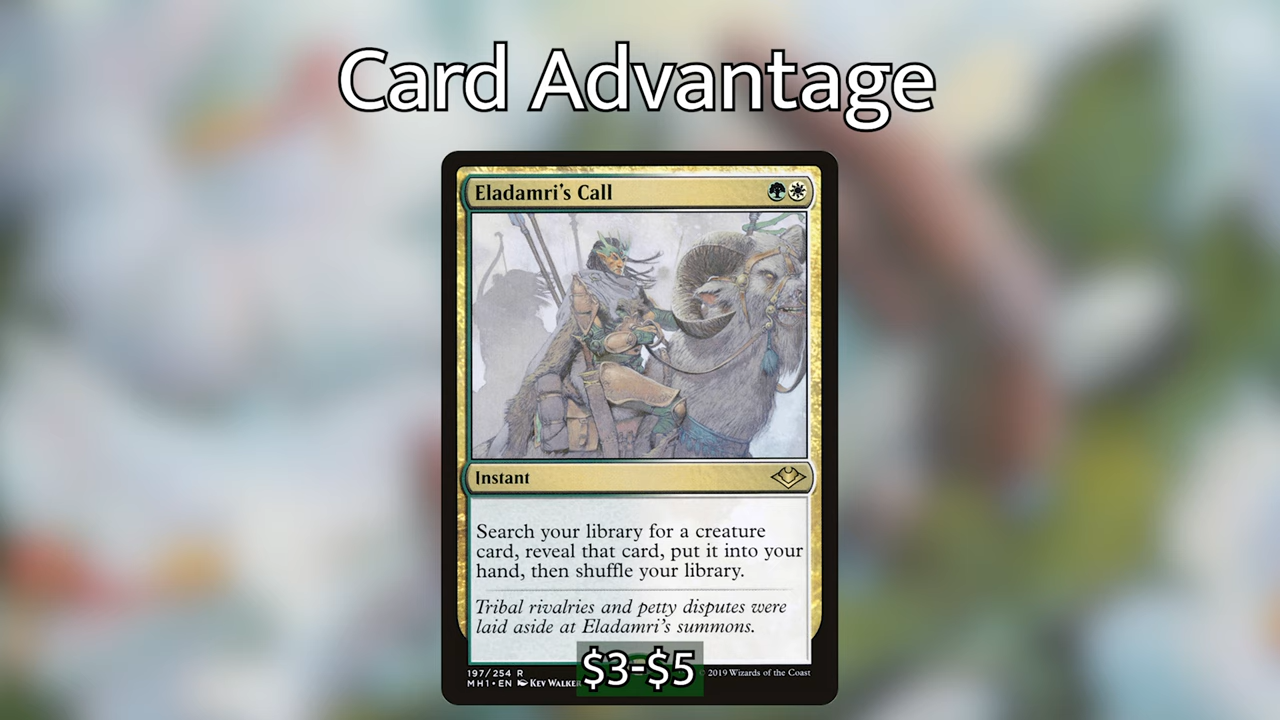 Card Advantage
Eladamri's Call
Instant
Search your library for a creature
card, reveal that card, put it into your
hand, then shuffle your library.
Tribal rivalries and petty disputes were
laid aside at Eladamri's summons.
$3-$5
197/254 R
MH1•EN Kev Walker
2019 Wizards of the Coast